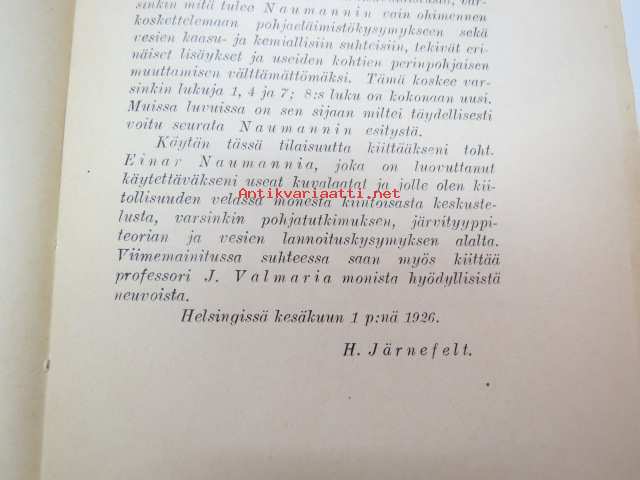 sinkin mitä tulee Naumannin vain ohimennen
koskettelemaan pohjaeläimistökysymykseen sekä
vesien kaasu- ja kemiallisiin suhteisiin, tekivät eri-
näiset lisäykset ja useiden kohtien perinpohjaisen
muuttamisen välttämättömäksi. Tämä koskee var-
sinkin lukuja 1, 4 ja 7; 8:s luku on kokonaan uusi.
Muissa luvuissa on sen sijaan miltei täydellisesti
voitu seurata Naumannin esitystä.
Käytän tässä tilaisuutta kiittääkseni toht.
Einar Naumannia, joka on luovuttanut
käytettäväkseni useat kuvalaatat ja jolle olen kii-
Antikvariaatti.net
tollisuuden velassa monesta kiintoisasta keskuste-
lusta, varsinkin pohjatutkimuksen, järvityyppi-
teorian ja vesien lannoituskysymyksen alalta.
Viimemainitussa suhteessa saan myös kiittää
professori J. Valmaria monista hyödyllisistä
neuvoista.
Helsingissä kesäkuun 1 p:nä 1926.
H. Järnefelt.